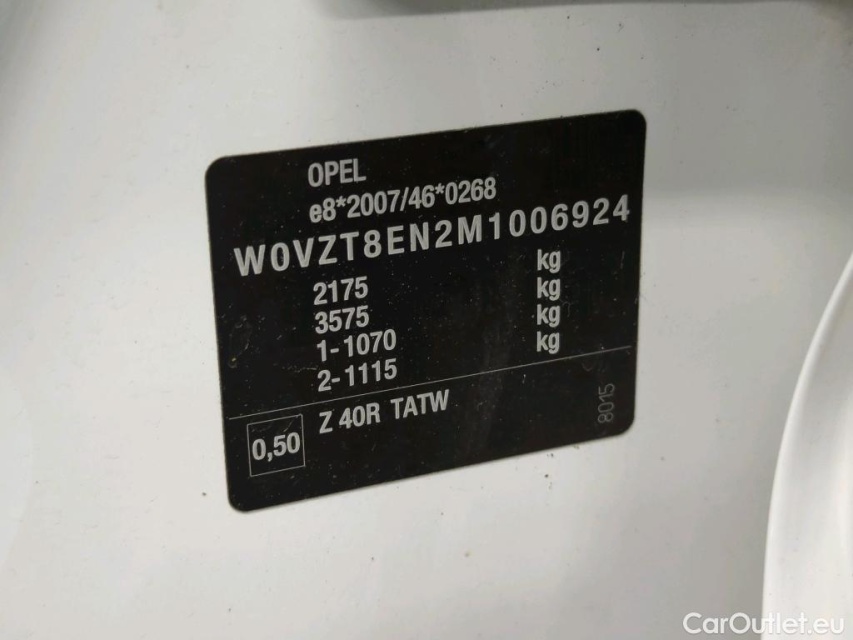 OPEL
e8*2007/46*0268
W0VZT8EN2M1006924
2175 kg
3575 kg
1-1070 kg
2-1115 kg
0,50 Z 40R TATW
8015
CarOutlet.eu